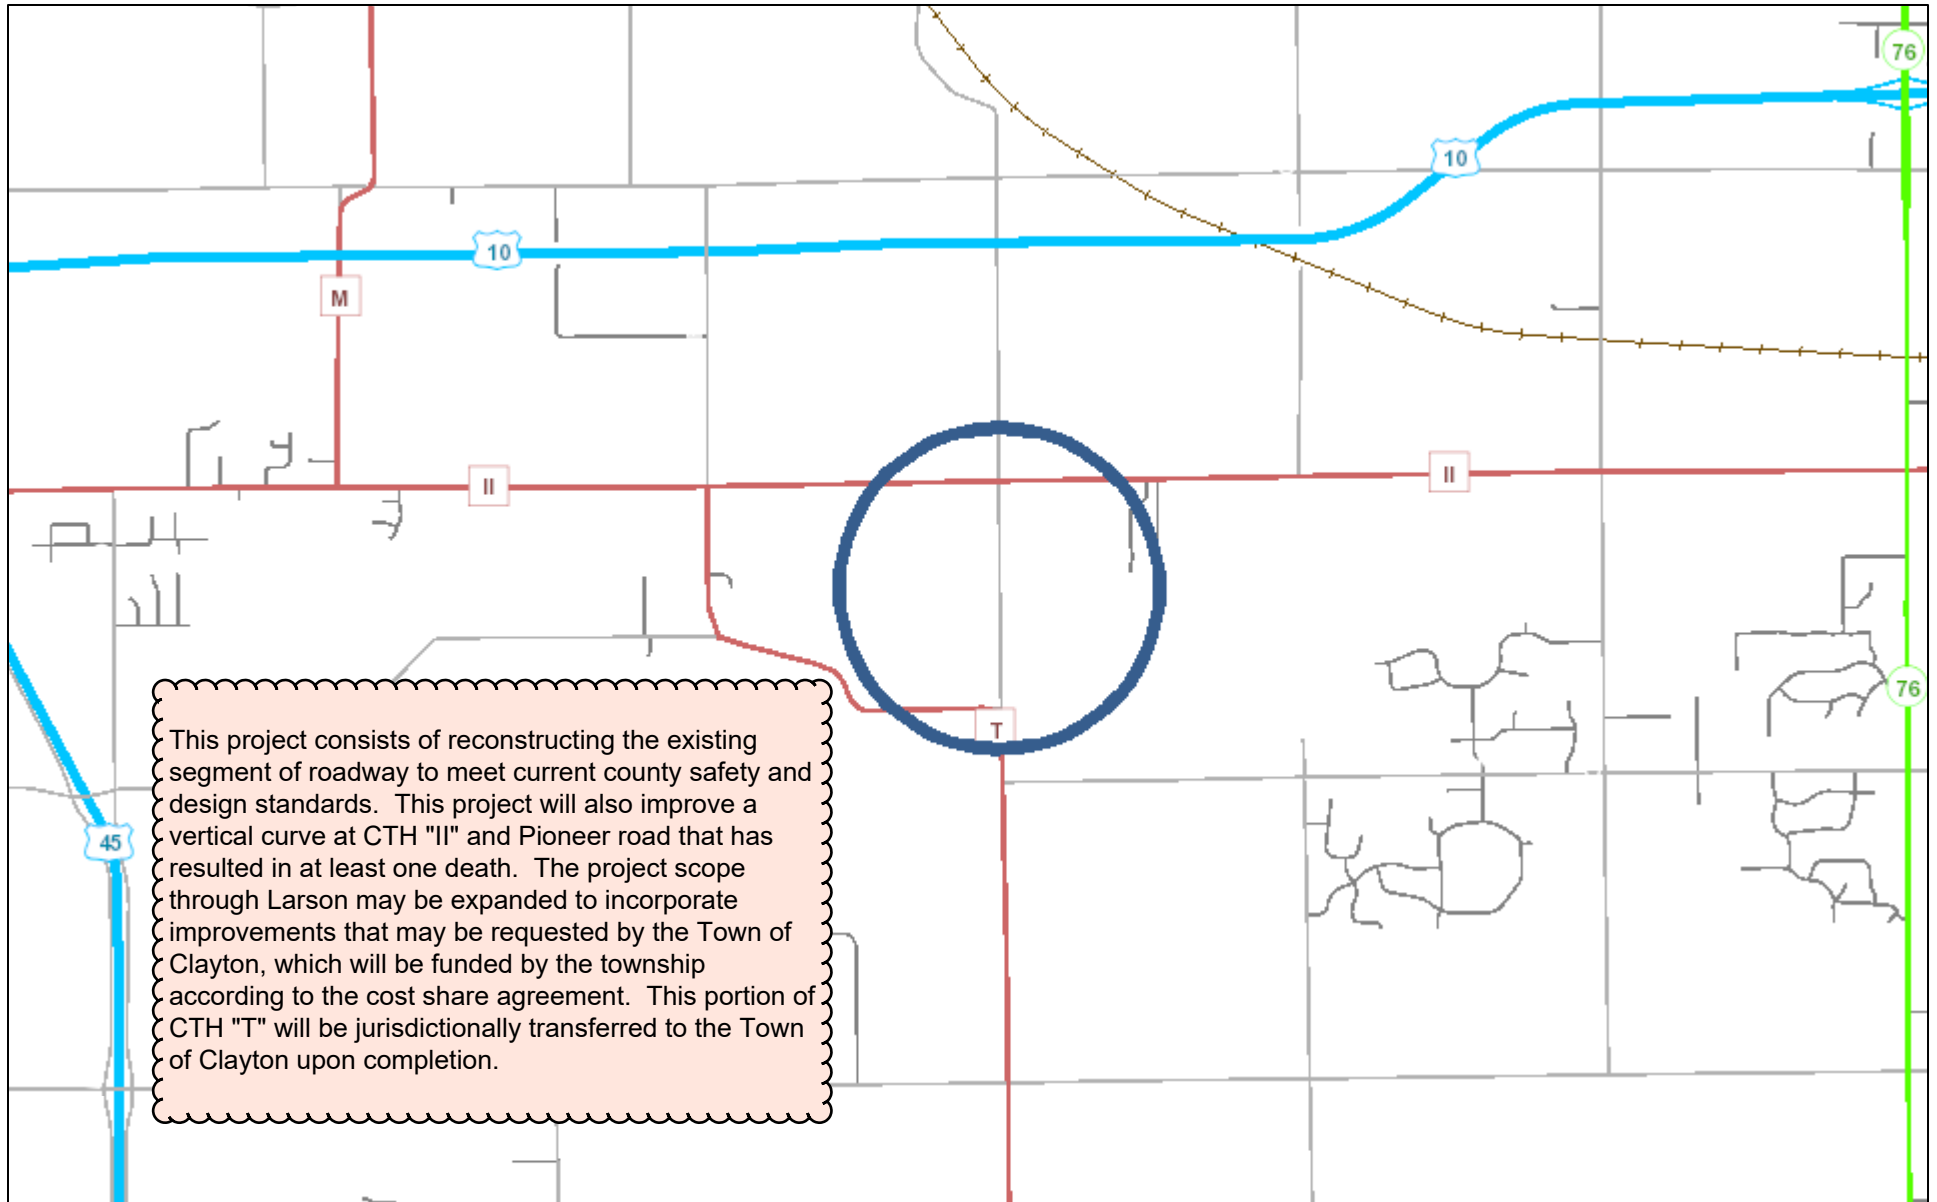 76
10
10
M
II
II
T
76
45
This project consists of reconstructing the existing
segment of roadway to meet current county safety and
design standards.  This project will also improve a
vertical curve at CTH "II" and Pioneer road that has
resulted in at least one death.  The project scope
through Larson may be expanded to incorporate
improvements that may be requested by the Town of
Clayton, which will be funded by the township
according to the cost share agreement.  This portion of
CTH "T" will be jurisdictionally transferred to the Town
of Clayton upon completion.